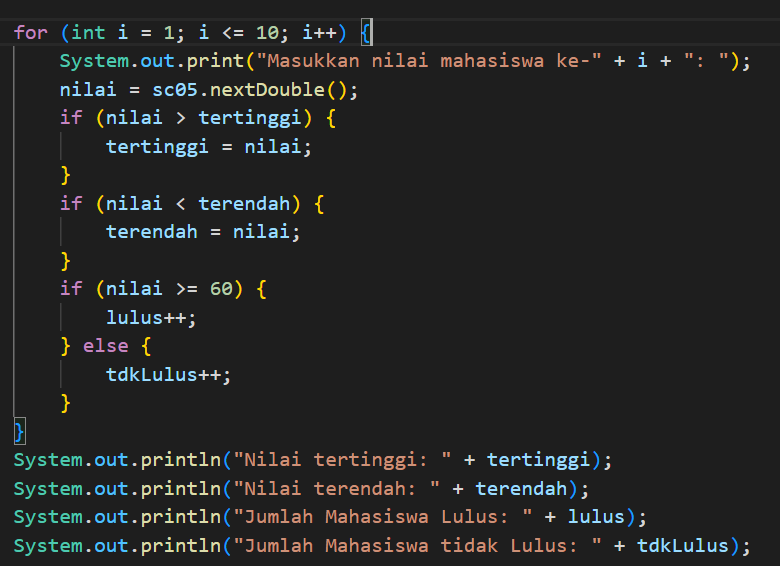 for (int i = 1; i <= 10; i++) {
    System.out.print("Masukkan nilai mahasiswa ke-" + i + ": ");
    nilai = sc05.nextDouble();
    if (nilai > tertinggi) {
        tertinggi = nilai;
    }
    if (nilai < terendah) {
        terendah = nilai;
    }
    if (nilai >= 60) {
        lulus++;
    } else {
        tdkLulus++;
    }
}
System.out.println("Nilai tertinggi: " + tertinggi);
System.out.println("Nilai terendah: " + terendah);
System.out.println("Jumlah Mahasiswa Lulus: " + lulus);
System.out.println("Jumlah Mahasiswa tidak Lulus: " + tdkLulus);